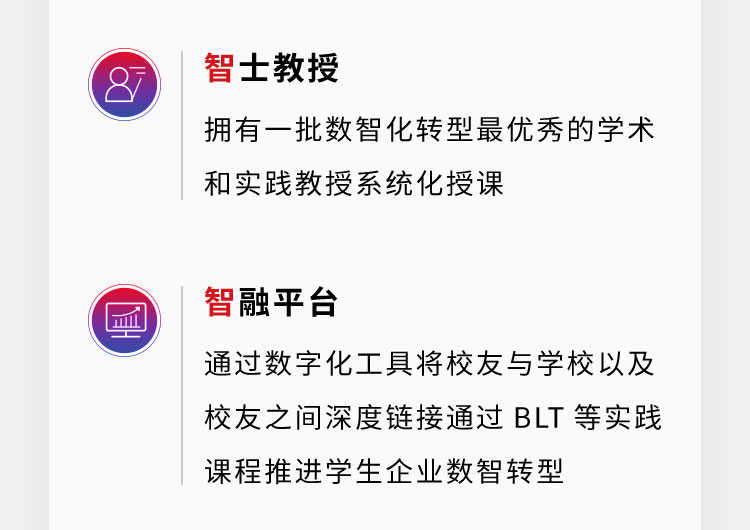 智士教授
拥有一批数智化转型最优秀的学术
和实践教授系统化授课
智融平台
通过数字化工具将校友与学校以及
校友之间深度链接通过 BLT 等实践
课程推进学生企业数智转型